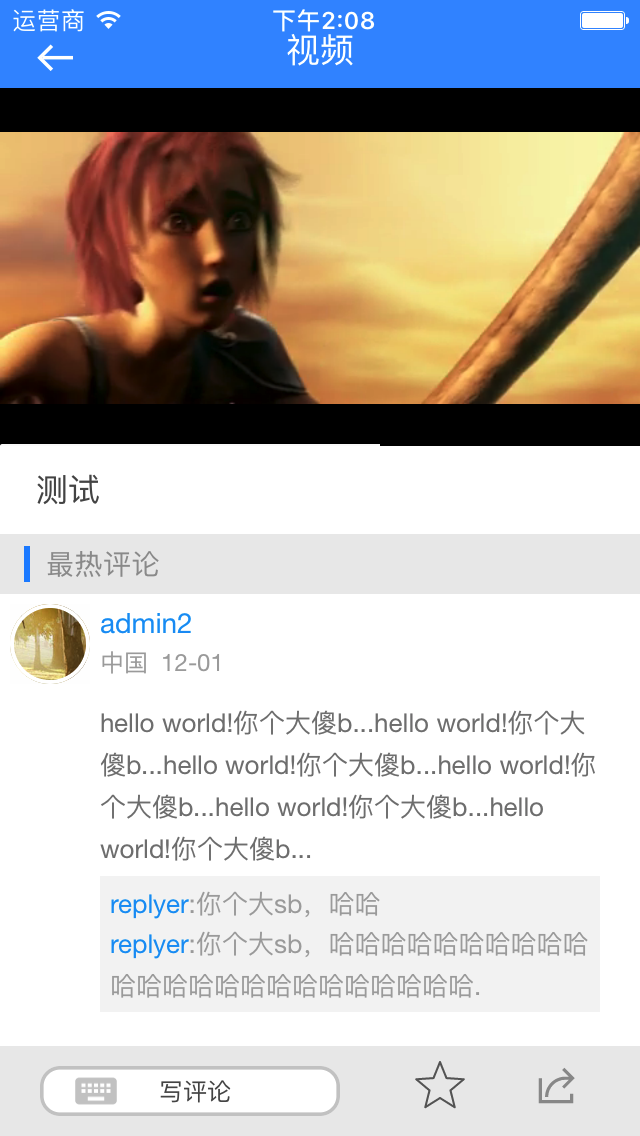 运营商 下午2:08
视频
测试
最热评论
admin2
中国 12-01
hello world!你个大傻b...hello world!你个大
傻b...hello world!你个大傻b...hello world!你
个大傻b...hello world!你个大傻b...hello
world!你个大傻b...
replyer:你个大sb，哈哈
replyer:你个大sb，哈哈哈哈哈哈哈哈哈哈
哈哈哈哈哈哈哈哈哈哈哈哈哈哈.
写评论